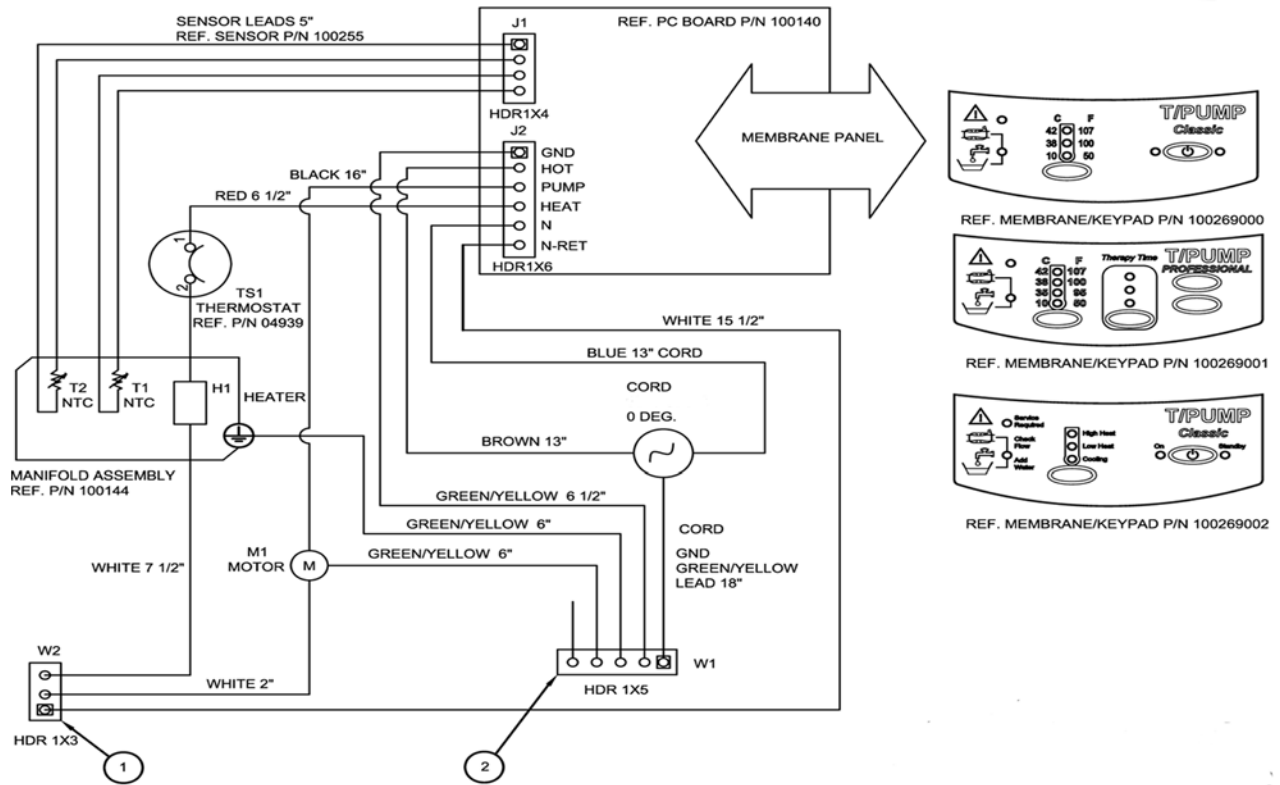 SENSOR LEADS 5"
REF. SENSOR P/N 100255
J1
REF. PC BOARD P/N 100140
HDR1X4
J2
GND
HOT
PUMP
HEAT
N
N-RET
HDR1X6
MEMBRANE PANEL
BLACK 16"
RED 6 1/2"
1
2
TS1
THERMOSTAT
REF. P/N 04939
WHITE 15 1/2"
BLUE 13" CORD
CORD
0 DEG.
BROWN 13"
T2
NTC
T1
NTC
H1
HEATER
MANIFOLD ASSEMBLY
REF. P/N 100144
GREEN/YELLOW 6 1/2"
GREEN/YELLOW 6"
GREEN/YELLOW 6"
CORD
GND
GREEN/YELLOW
LEAD 18"
WHITE 7 1/2"
M1
MOTOR
M
W2
HDR 1X3
WHITE 2"
W1
HDR 1X5
1
2
C F
42 107
38 100
10 50
T/PUMP
Classic
REF. MEMBRANE/KEYPAD P/N 100269000
C F
42 107
38 100
35 95
10 50
Therapy Time
T/PUMP
PROFESSIONAL
REF. MEMBRANE/KEYPAD P/N 100269001
Service
Required
Check
Flow
Add
Water
High Heat
Low Heat
Cooling
T/PUMP
Classic
On
Standby
REF. MEMBRANE/KEYPAD P/N 100269002